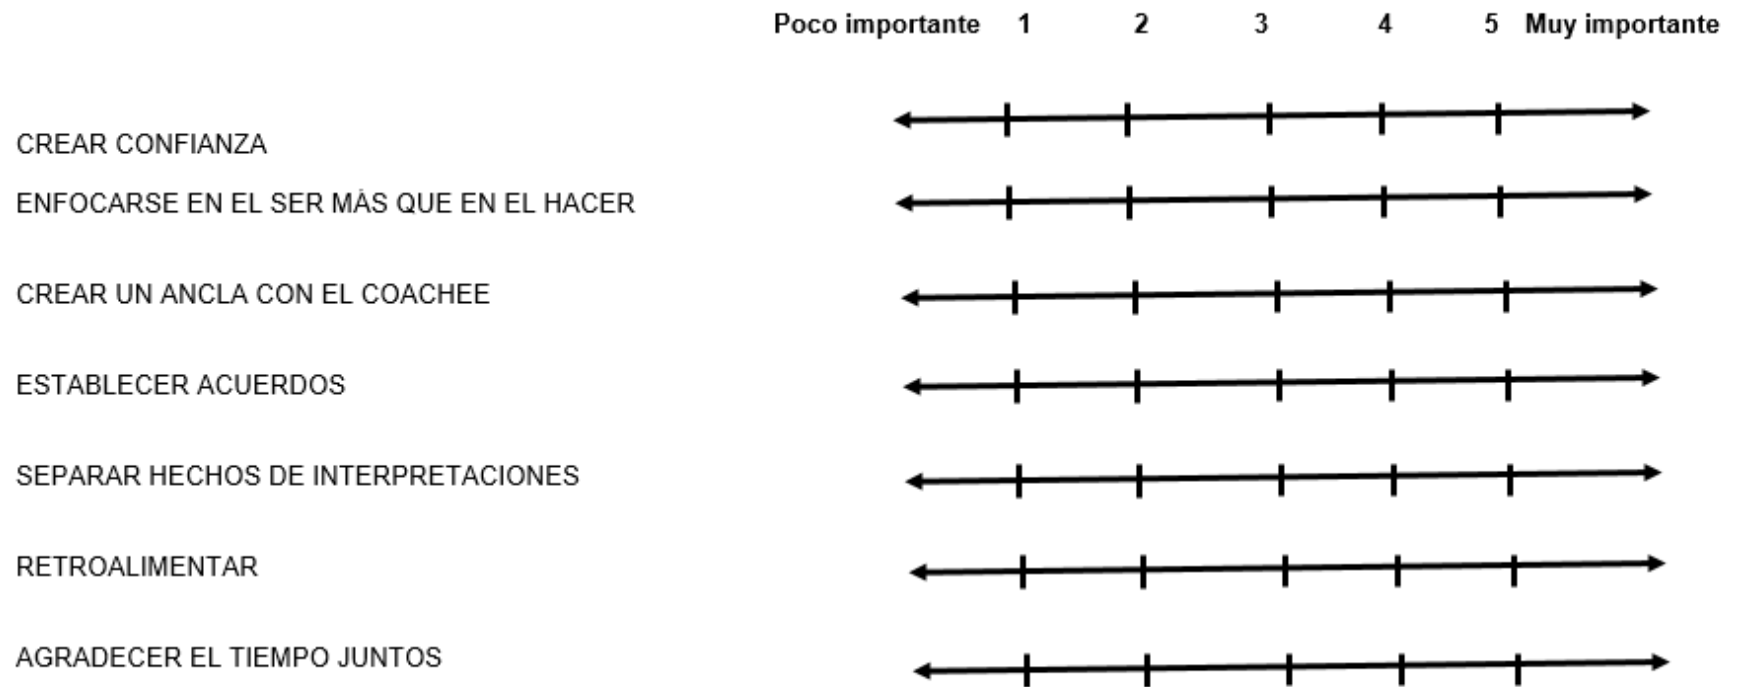 Poco importante 1 2 3 4 5 Muy importante
CREAR CONFIANZA
ENFOCARSE EN EL SER MÁS QUE EN EL HACER
CREAR UN ANCLA CON EL COACHEE
ESTABLECER ACUERDOS
SEPARAR HECHOS DE INTERPRETACIONES
RETROALIMENTAR
AGRADECER EL TIEMPO JUNTOS